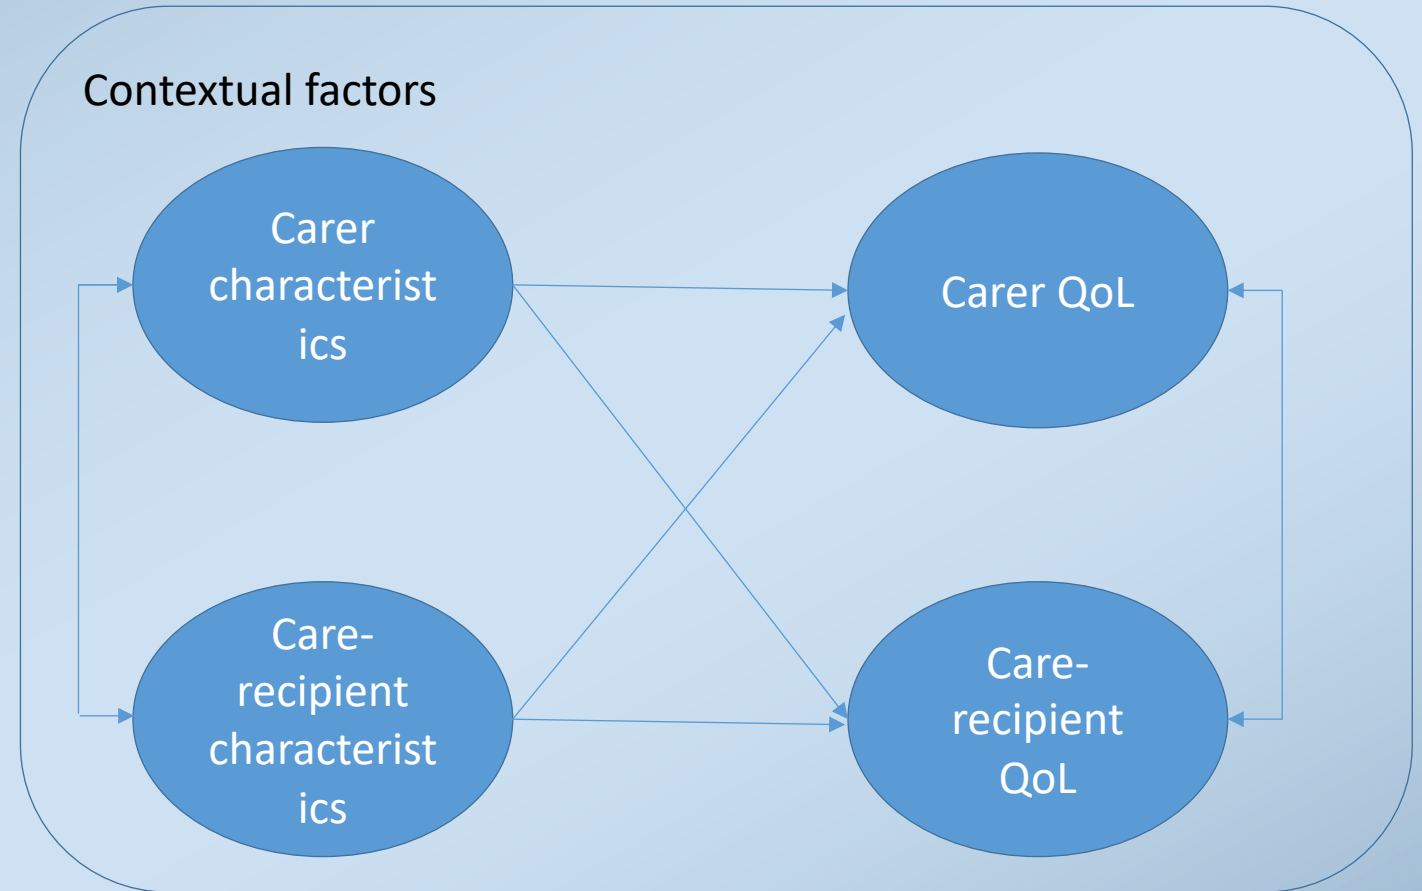 Contextual factors
Carer
characterist
ics
Carer QoL
Care-
recipient
characterist
ics
Care-
recipient
QoL